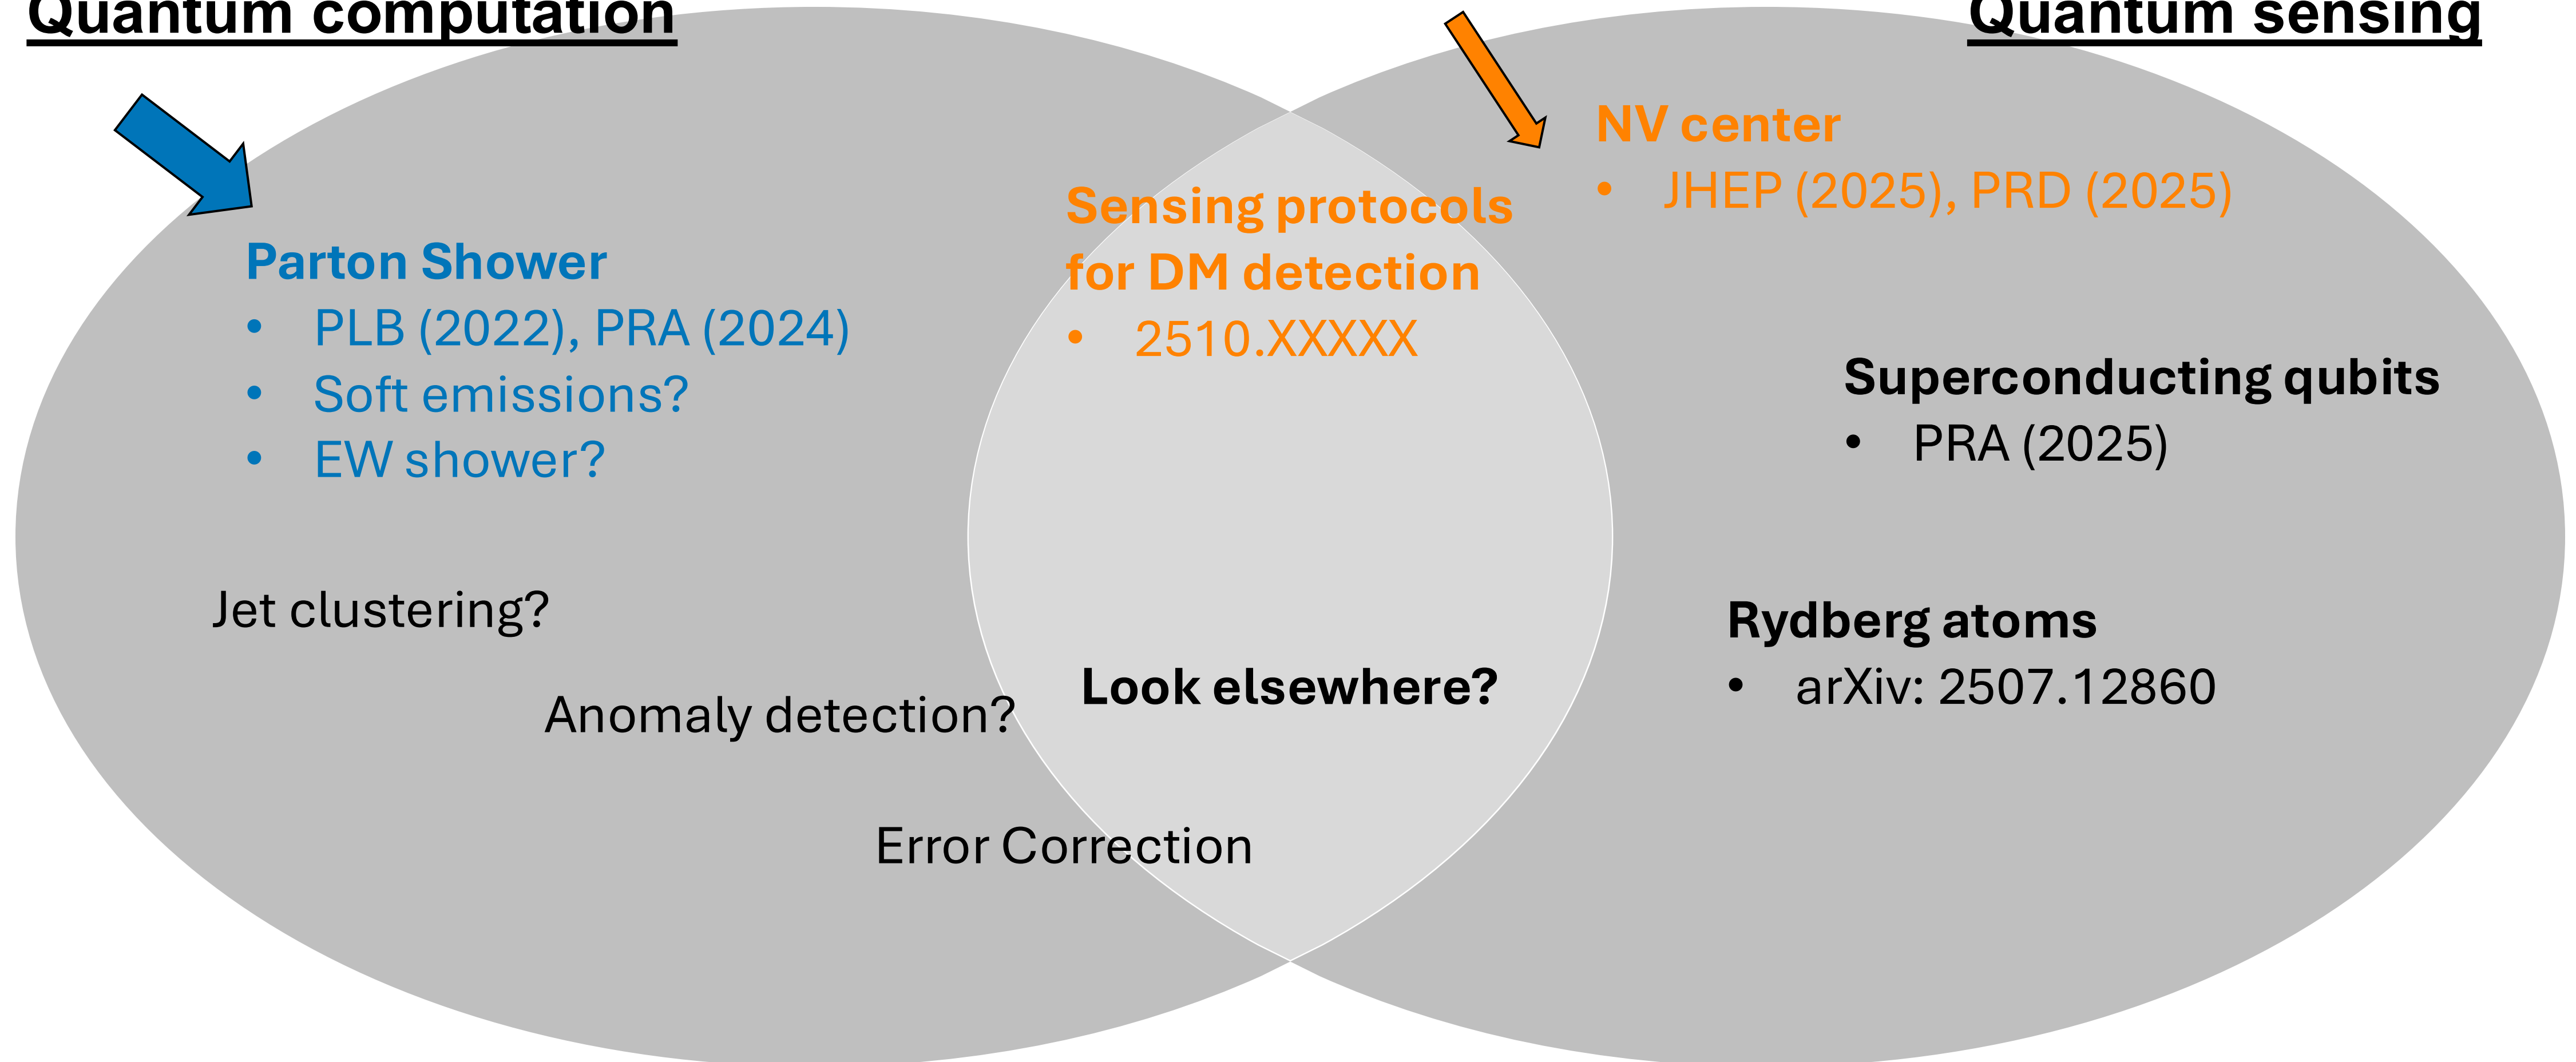 Quantum computation
Quantum sensing
NV center
• JHEP (2025), PRD (2025)
Sensing protocols
for DM detection
• 2510.XXXXX
Parton Shower
• PLB (2022), PRA (2024)
• Soft emissions?
• EW shower?
Superconducting qubits
• PRA (2025)
Jet clustering?
Rydberg atoms
• arXiv: 2507.12860
Look elsewhere?
Anomaly detection?
Error Correction